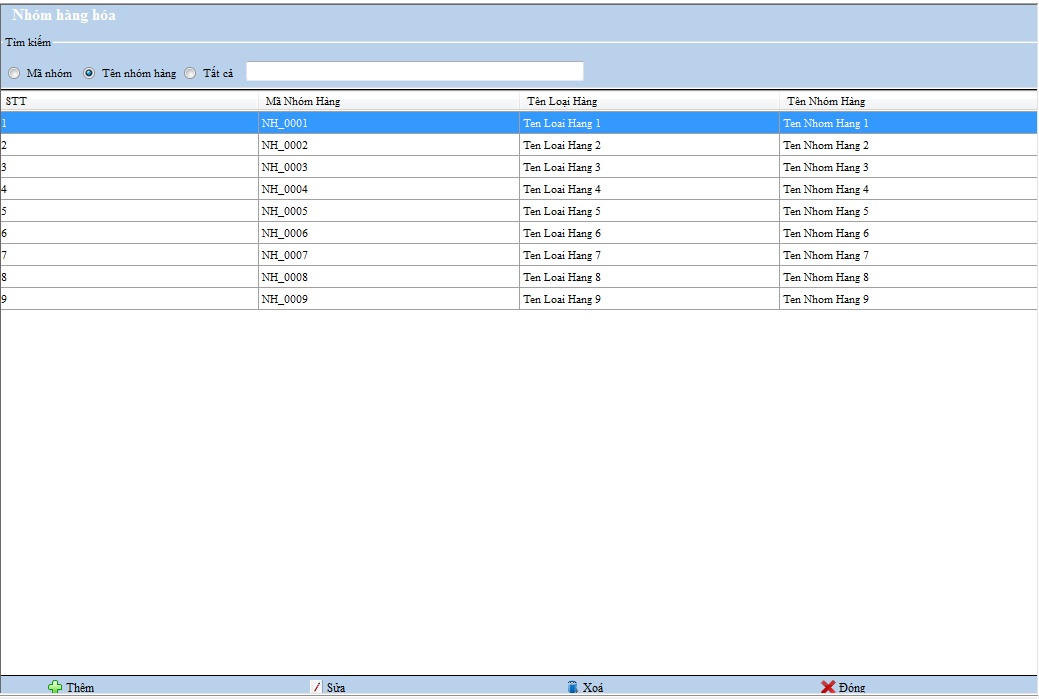 Nhóm hàng hóa
Tìm kiếm
Mã nhóm Tên nhóm hàng Tất cả
STT Mã Nhóm Hàng Tên Loại Hàng Tên Nhóm Hàng
1 NH_0001 Ten Loai Hang 1 Ten Nhom Hang 1
2 NH_0002 Ten Loai Hang 2 Ten Nhom Hang 2
3 NH_0003 Ten Loai Hang 3 Ten Nhom Hang 3
4 NH_0004 Ten Loai Hang 4 Ten Nhom Hang 4
5 NH_0005 Ten Loai Hang 5 Ten Nhom Hang 5
6 NH_0006 Ten Loai Hang 6 Ten Nhom Hang 6
7 NH_0007 Ten Loai Hang 7 Ten Nhom Hang 7
8 NH_0008 Ten Loai Hang 8 Ten Nhom Hang 8
9 NH_0009 Ten Loai Hang 9 Ten Nhom Hang 9
Thêm Sửa Xoá Đóng